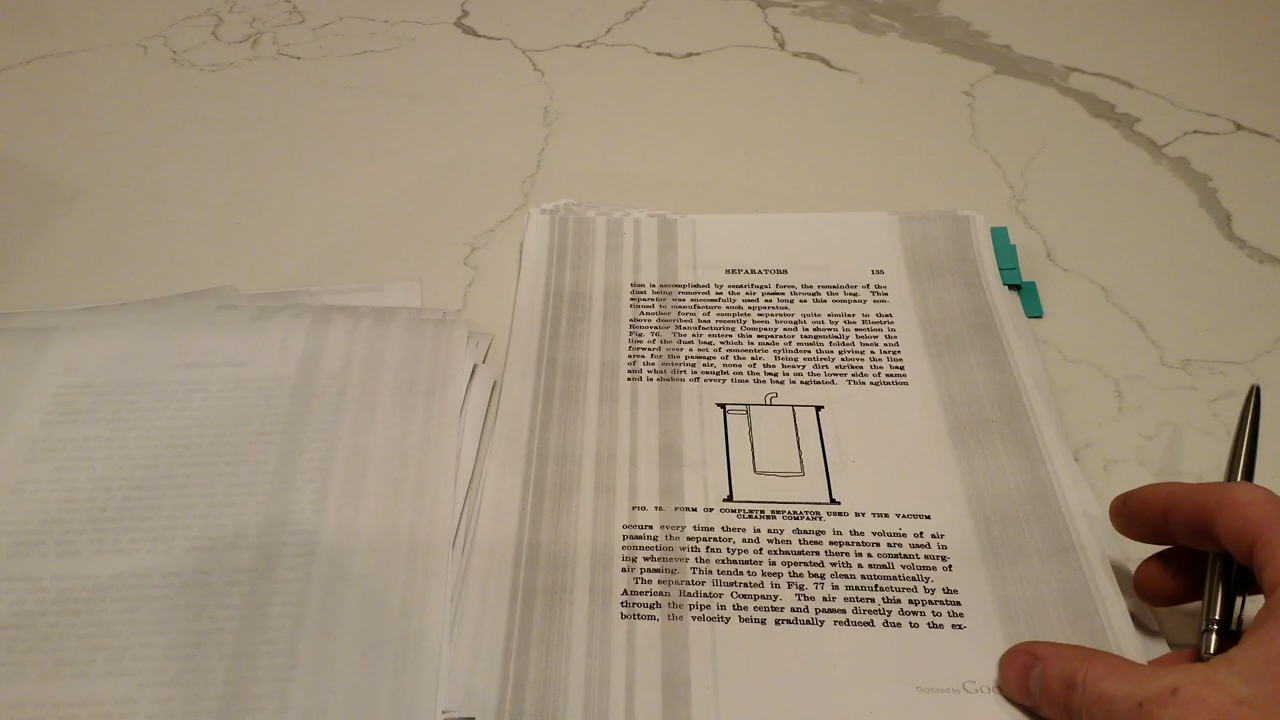 SEPARATORS 135
tion is accomplished by centrifugal force, the remainder of the
dust being removed as the air passes through the bag. This
separator was successfully used as long as this company con-
tinued to manufacture such apparatus.
Another form of complete separator quite similar to that
above described has recently been brought out by the Electric
Renovator Manufacturing Company and is shown in section in
Fig. 76. The air enters this separator tangentially below the
line of the dust bag, which is made of muslin folded back and
forward over a set of concentric cylinders thus giving a large
area for the passage of the air. Being entirely above the line
of the entering air, none of the heavy dirt strikes the bag
and what dirt is caught on the bag is on the lower side of same
and is shaken off every time the bag is agitated. This agitation
FIG. 75. FORM OF COMPLETE SEPARATOR USED BY THE VACUUM
CLEANER COMPANY.
occurs every time there is any change in the volume of air
passing the separator, and when these separators are used in
connection with fan type of exhausters there is a constant surg-
ing whenever the exhauster is operated with a small volume of
air passing. This tends to keep the bag clean automatically.
The separator illustrated in Fig. 77 is manufactured by the
American Radiator Company. The air enters this apparatus
through the pipe in the center and passes directly down to the
bottom, the velocity being gradually reduced due to the ex-
Digitized by Goo